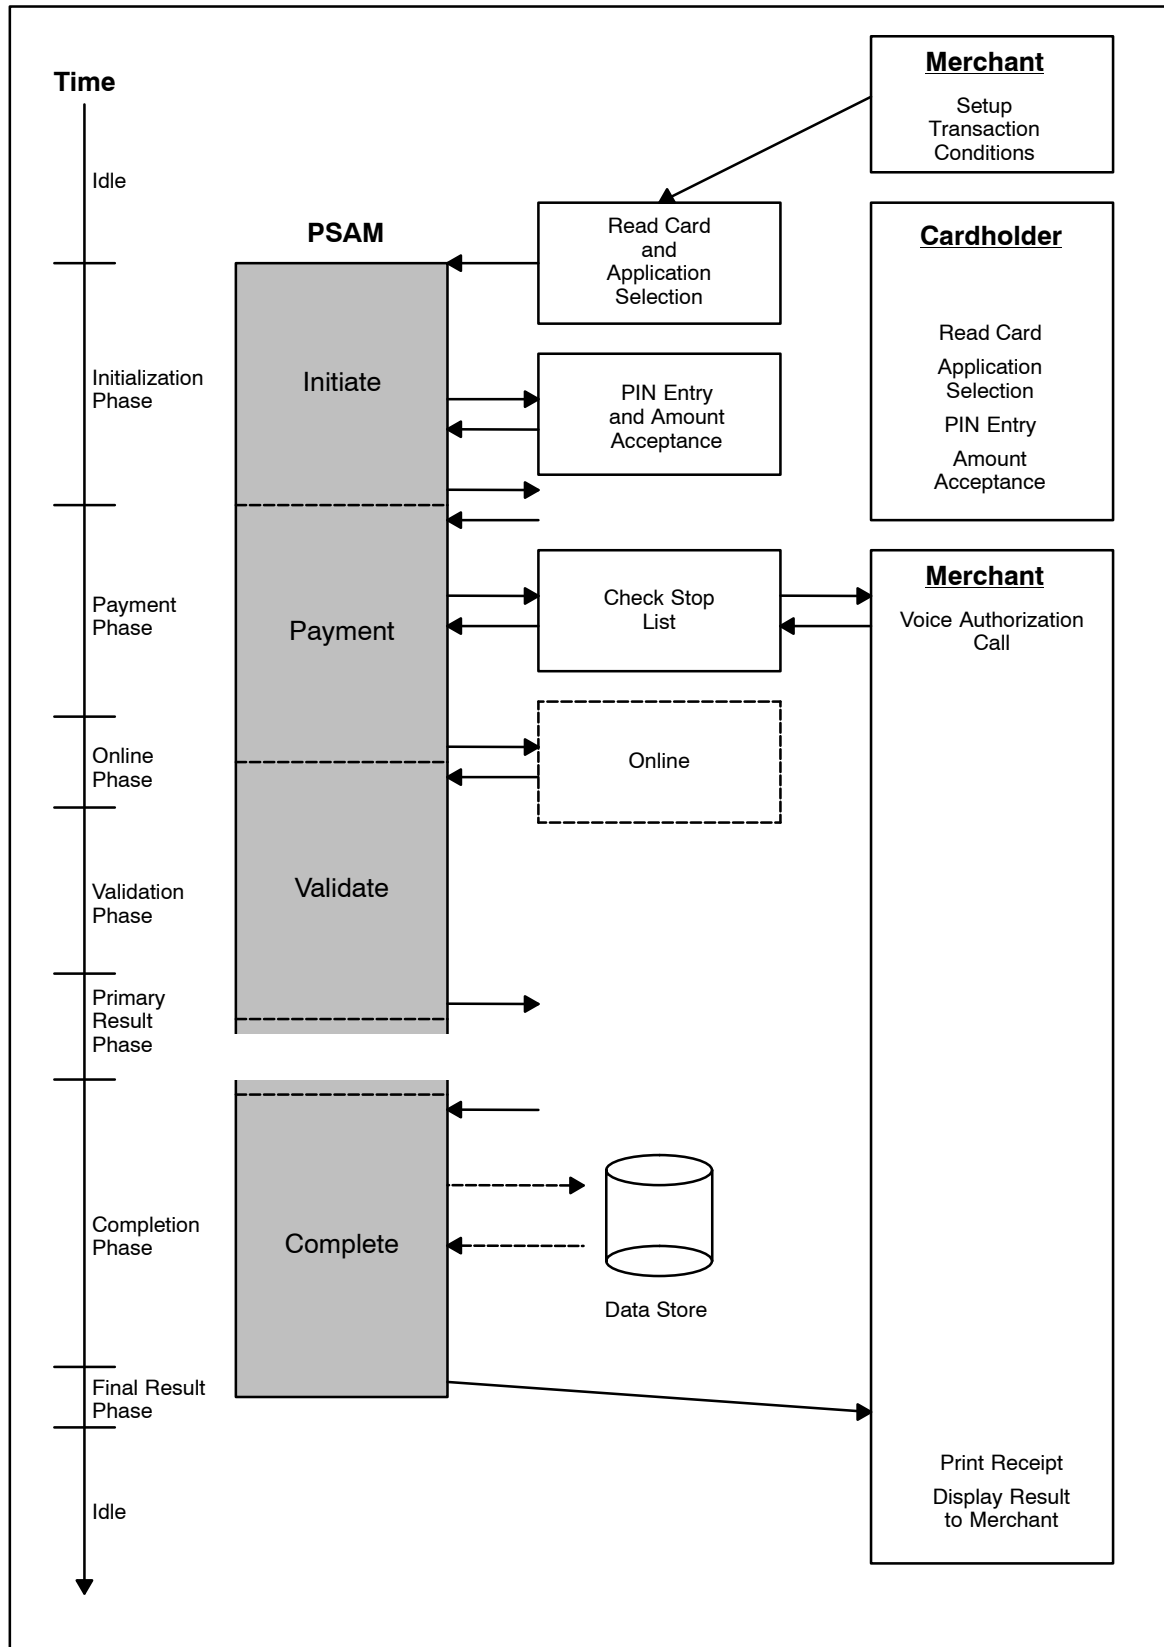 Time
Idle
Initialization
Phase
Payment
Phase
Online
Phase
Validation
Phase
Primary
Result
Phase
Completion
Phase
Final Result
Phase
Idle
PSAM
Initiate
Payment
Validate
Complete
Read Card
and
Application
Selection
PIN Entry
and Amount
Acceptance
Check Stop
List
Online
Data Store
Merchant
Setup
Transaction
Conditions
Cardholder
Read Card
Application
Selection
PIN Entry
Amount
Acceptance
Merchant
Voice Authorization
Call
Print Receipt
Display Result
to Merchant